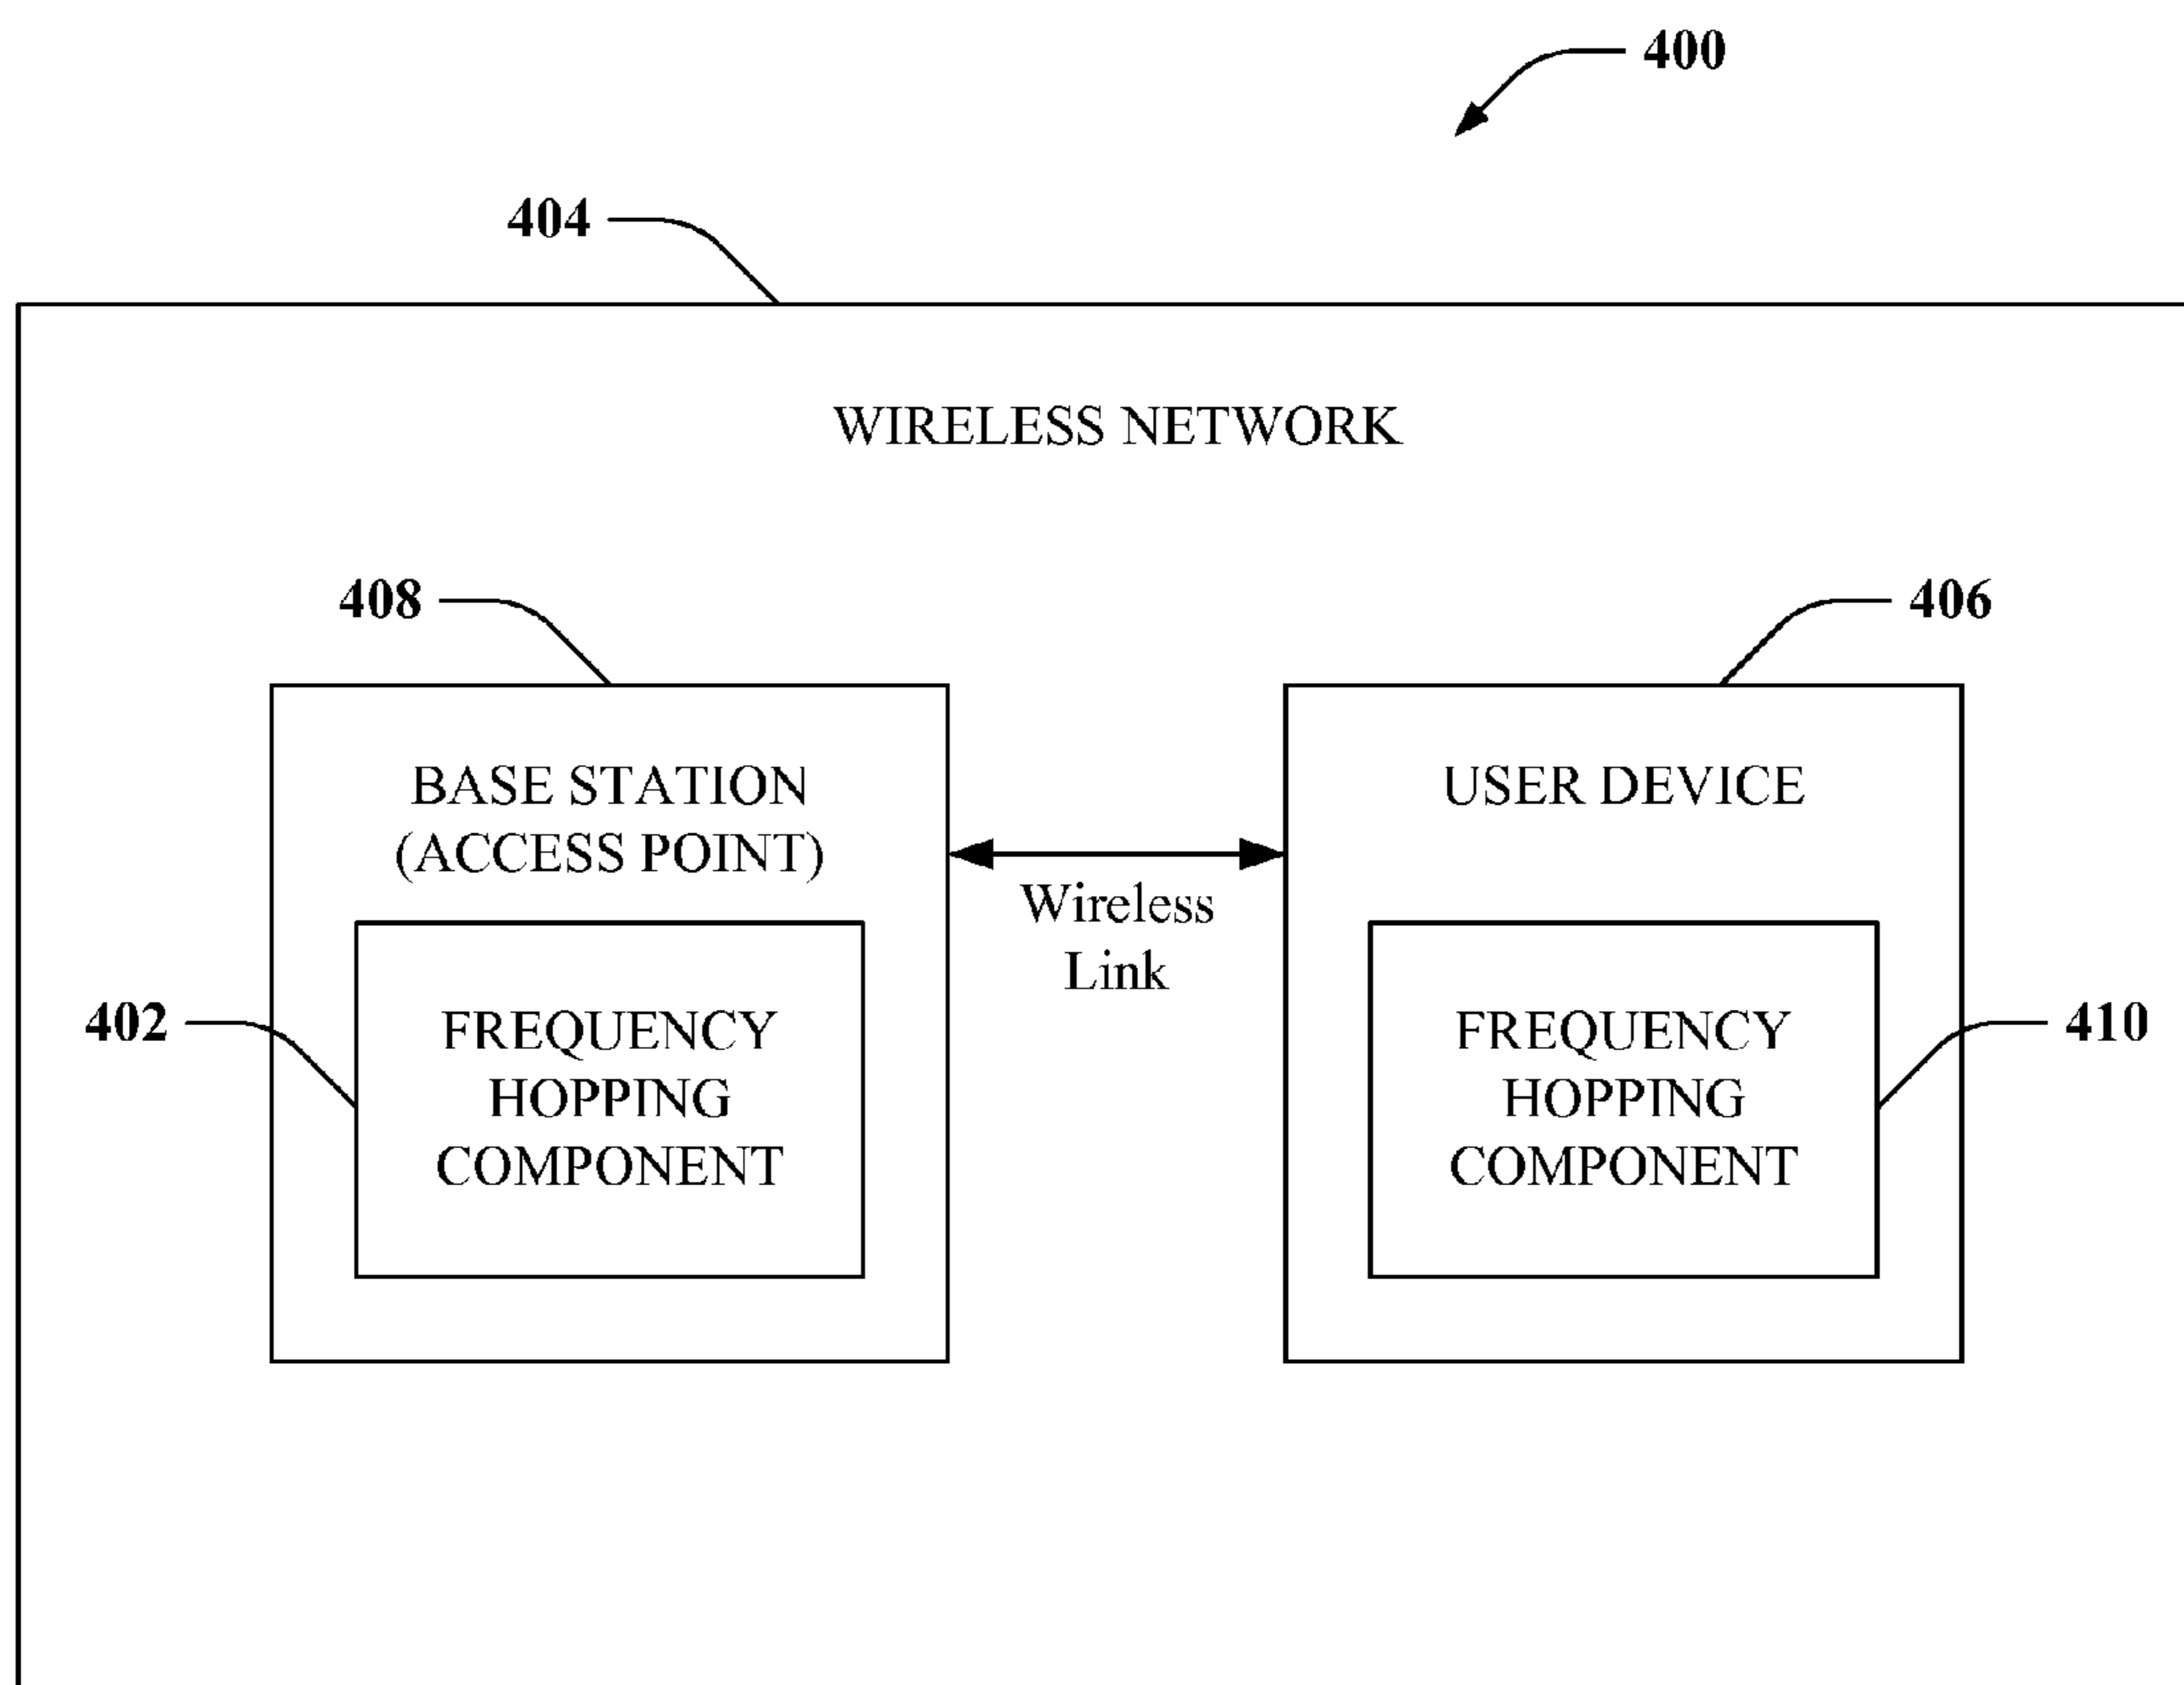 400
404
WIRELESS NETWORK
408
406
BASE STATION
(ACCESS POINT)
USER DEVICE
Wireless
Link
402
FREQUENCY
HOPPING
COMPONENT
FREQUENCY
HOPPING
COMPONENT
410